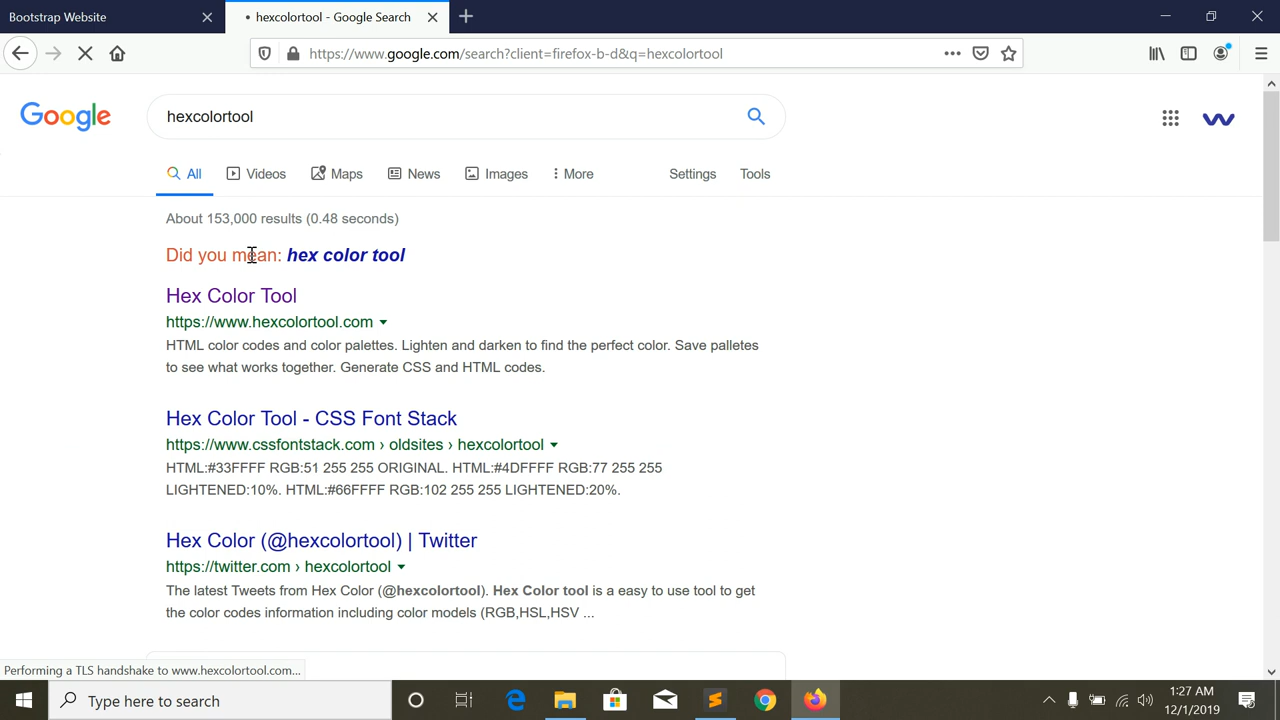 Bootstrap Website
hexcolortool - Google Search
https://www.google.com/search?client=firefox-b-d&q=hexcolortool
Google
hexcolortool
All
Videos
Maps
News
Images
More
Settings
Tools
About 153,000 results (0.48 seconds)
Did you mean: hex color tool
Hex Color Tool
https://www.hexcolortool.com
HTML color codes and color palettes. Lighten and darken to find the perfect color. Save palletes
to see what works together. Generate CSS and HTML codes.
Hex Color Tool - CSS Font Stack
https://www.cssfontstack.com › oldsites › hexcolortool
HTML:#33FFFF RGB:51 255 255 ORIGINAL. HTML:#4DFFFF RGB:77 255 255
LIGHTENED:10%. HTML:#66FFFF RGB:102 255 255 LIGHTENED:20%.
Hex Color (@hexcolortool) | Twitter
https://twitter.com › hexcolortool
The latest Tweets from Hex Color (@hexcolortool). Hex Color tool is a easy to use tool to get
the color codes information including color models (RGB,HSL,HSV ...
Performing a TLS handshake to www.hexcolortool.com...
Type here to search
1:27 AM
12/1/2019